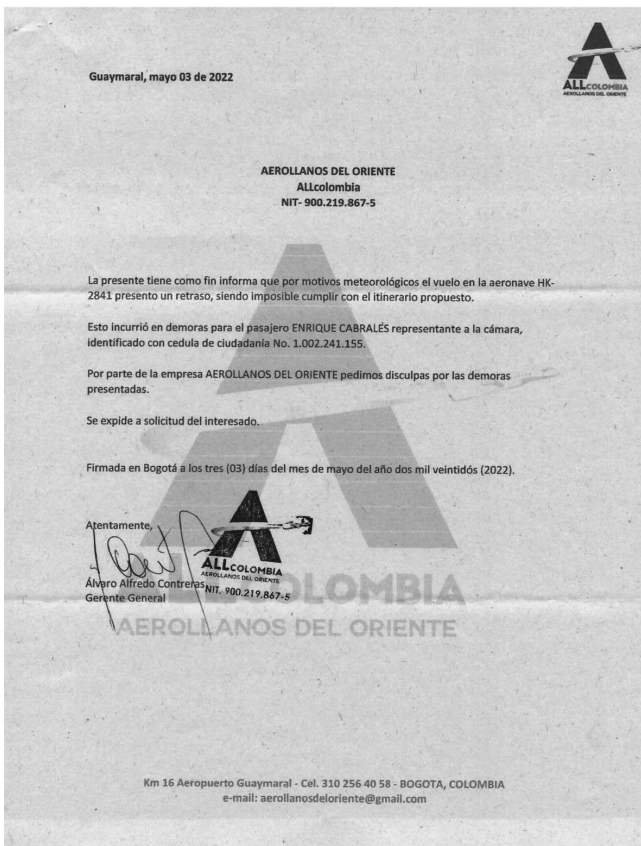 Guaymaral, mayo 03 de 2022
ALLCOLOMBIA
AEROLLANOS DEL ORIENTE
AEROLLANOS DEL ORIENTE
ALLcolombia
NIT- 900.219.867-5
La presente tiene como fin informa que por motivos meteorológicos el vuelo en la aeronave HK-
2841 presento un retraso, siendo imposible cumplir con el itinerario propuesto.
Esto incurrió en demoras para el pasajero ENRIQUE CABRALES representante a la cámara,
identificado con cedula de ciudadanía No. 1.002.241.155.
Por parte de la empresa AEROLLANOS DEL ORIENTE pedimos disculpas por las demoras
presentadas.
Se expide a solicitud del interesado.
Firmada en Bogotá a los tres (03) días del mes de mayo del año dos mil veintidós (2022).
Atentamente,
ALLCOLOMBIA
AEROLLANOS DEL ORIENTE
NIT. 900.219.867-5
Álvaro Alfredo Contreras
Gerente General
COLOMBIA
AEROLLANOS DEL ORIENTE
Km 16 Aeropuerto Guaymaral - Cel. 310 256 40 58 - BOGOTA, COLOMBIA
e-mail: aerollanosdeloriente@gmail.com